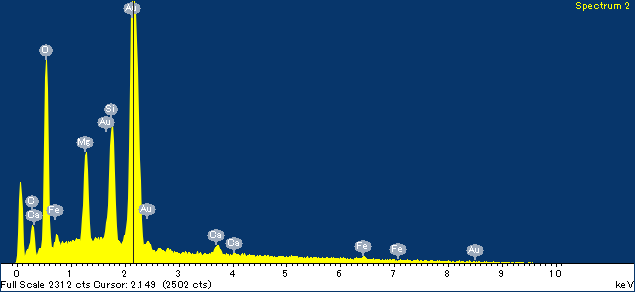 Spectrum 2
Au
O
Si
Mg
Au
C
Ca
Fe
Au
Ca
Ca
Fe
Fe
Au
0 1 2 3 4 5 6 7 8 9 10
Full Scale 2312 cts Cursor: 2.149 (2502 cts) keV